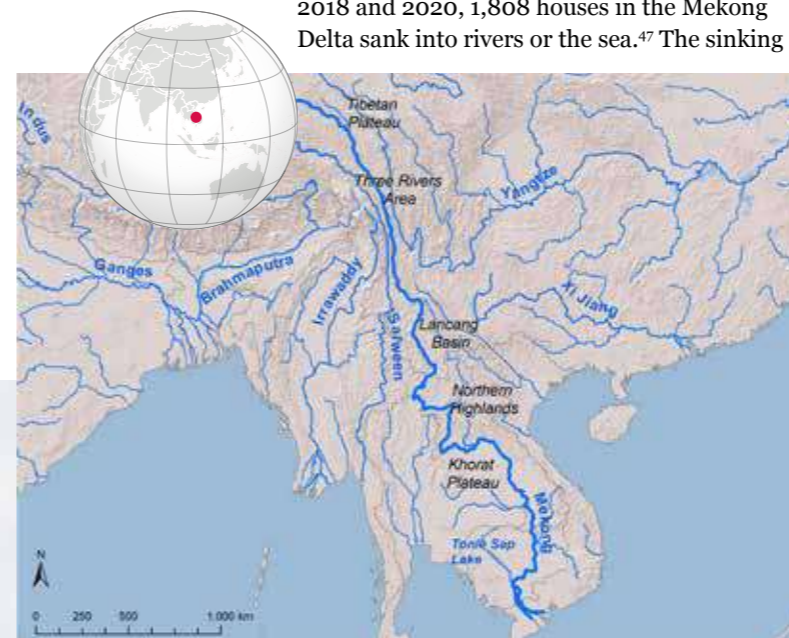 2018 and 2020, 1,808 houses in the Mekong
Delta sank into rivers or the sea.⁴⁷ The sinking
Indus
Tibetan
Plateau
Three Rivers
Area
Yangtze
Ganges
Brahmaputra
Irrawaddy
Salween
Xi Jiang
Lancang
Basin
Northern
Highlands
Khorat
Plateau
Mekong
Tonlé Sap
Lake
N
0 250 500 1.000 km